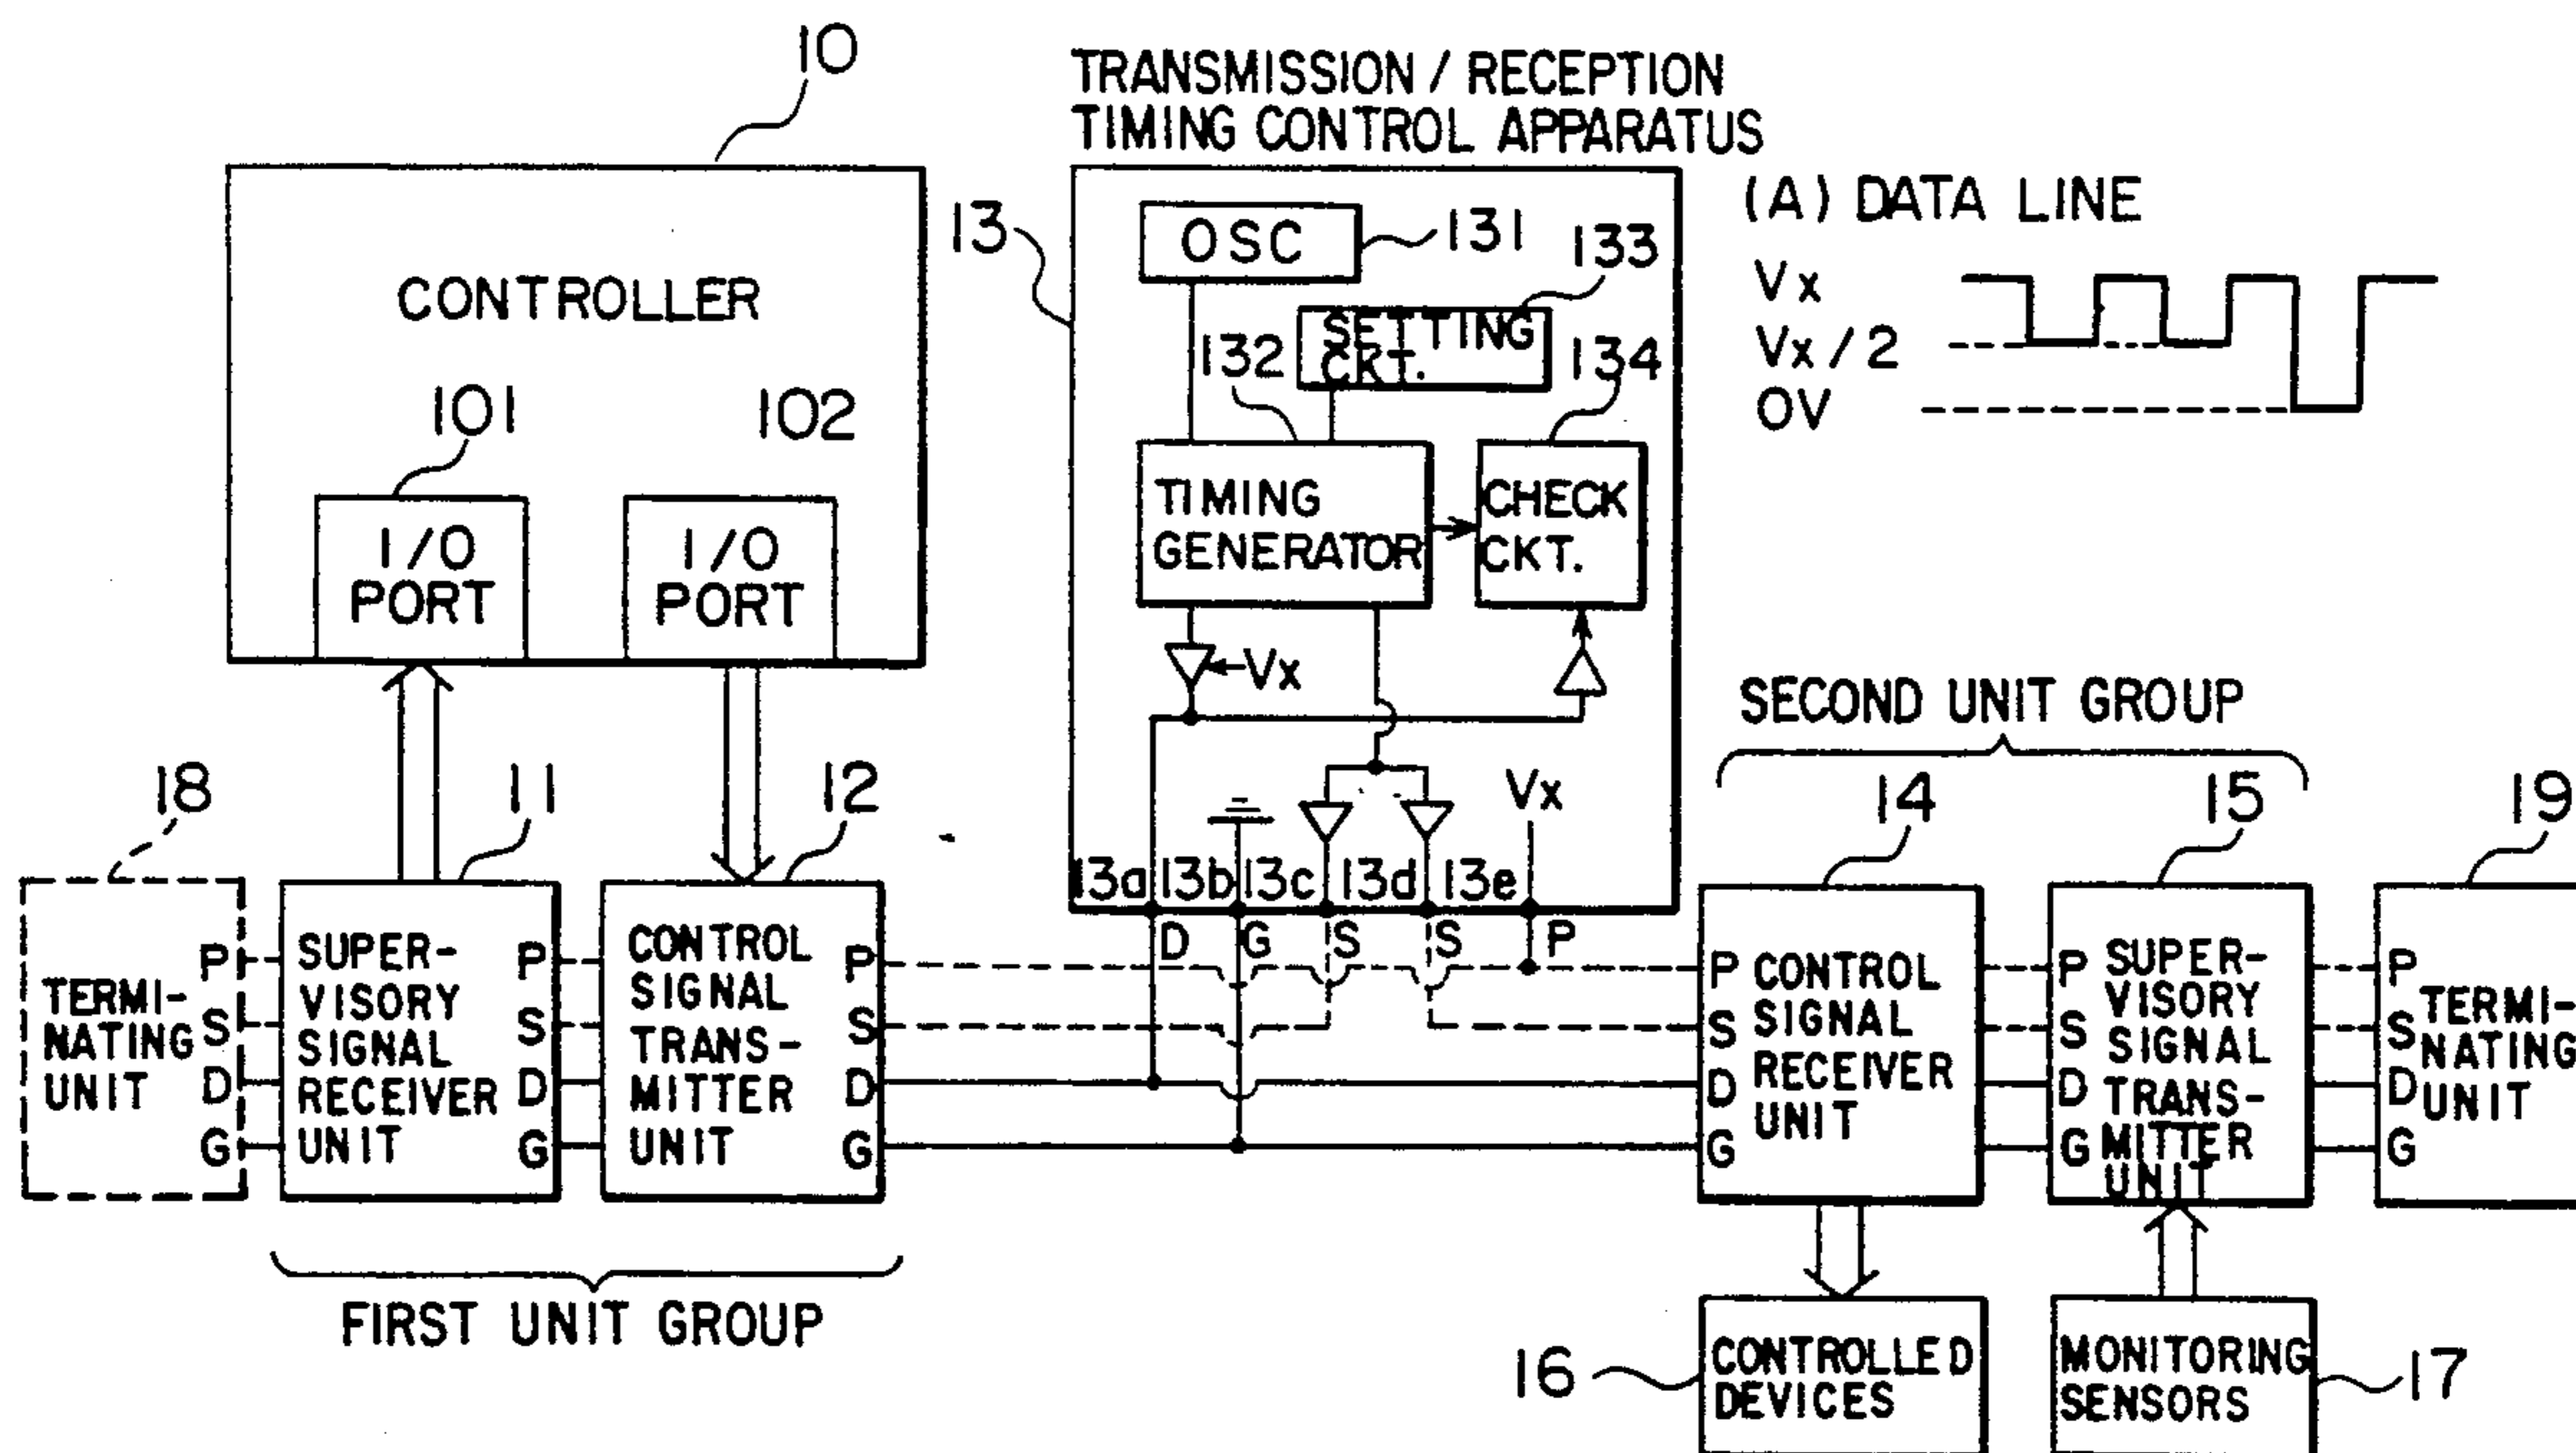 10
CONTROLLER
101
102
I/O
PORT
I/O
PORT
TRANSMISSION / RECEPTION
TIMING CONTROL APPARATUS
13
OSC
131
133
SETTING
CKT.
132
134
TIMING
GENERATOR
CHECK
CKT.
Vx
Vx
13a
13b
13c
13d
13e
D
G
S
S
P
(A) DATA LINE
Vx
Vx/2
0V
18
TERMI-
NATING
UNIT
P
S
D
G
11
SUPER-
VISORY
SIGNAL
RECEIVER
UNIT
P
S
D
G
12
CONTROL
SIGNAL
TRANS-
MITTER
UNIT
P
S
D
G
FIRST UNIT GROUP
SECOND UNIT GROUP
14
P
S
D
G
CONTROL
SIGNAL
RECEIVER
UNIT
15
P
S
D
G
SUPER-
VISORY
SIGNAL
TRANS-
MITTER
UNIT
19
P
S
D
G
TERMI-
NATING
UNIT
16
CONTROLLED
DEVICES
MONITORING
SENSORS
17